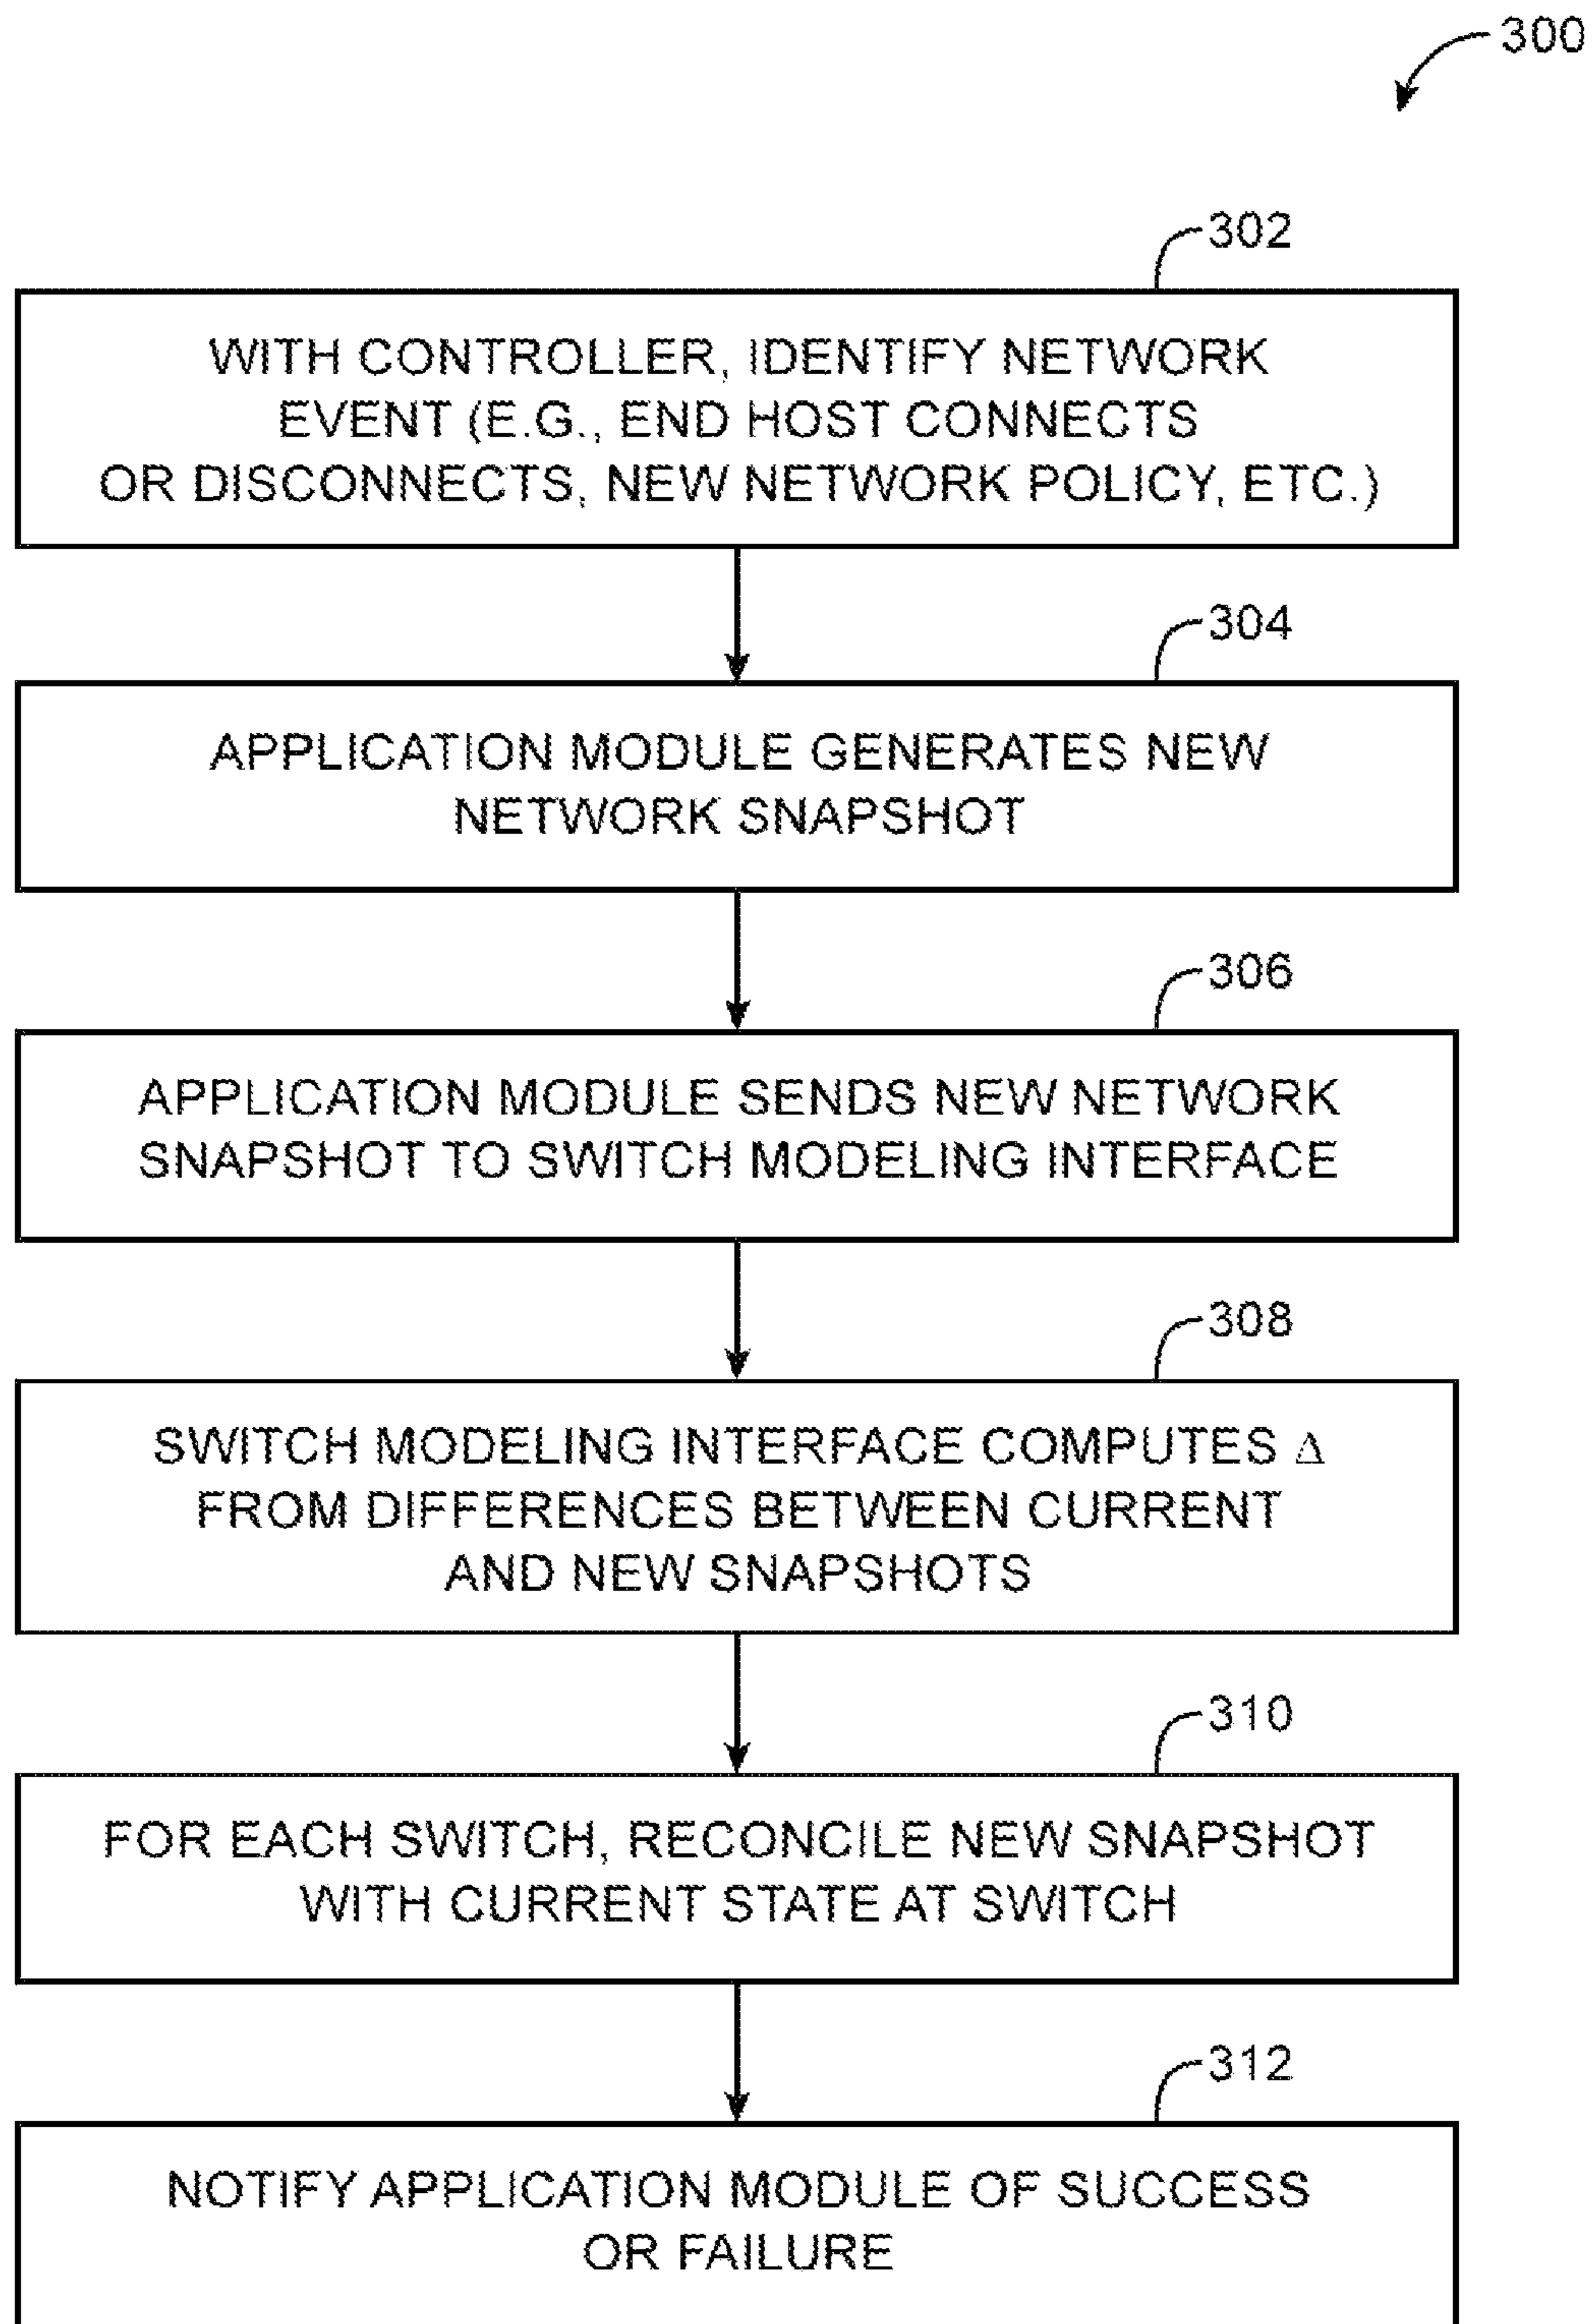 300
302
WITH CONTROLLER, IDENTIFY NETWORK
EVENT (E.G., END HOST CONNECTS
OR DISCONNECTS, NEW NETWORK POLICY, ETC.)
304
APPLICATION MODULE GENERATES NEW
NETWORK SNAPSHOT
306
APPLICATION MODULE SENDS NEW NETWORK
SNAPSHOT TO SWITCH MODELING INTERFACE
308
SWITCH MODELING INTERFACE COMPUTES Δ
FROM DIFFERENCES BETWEEN CURRENT
AND NEW SNAPSHOTS
310
FOR EACH SWITCH, RECONCILE NEW SNAPSHOT
WITH CURRENT STATE AT SWITCH
312
NOTIFY APPLICATION MODULE OF SUCCESS
OR FAILURE